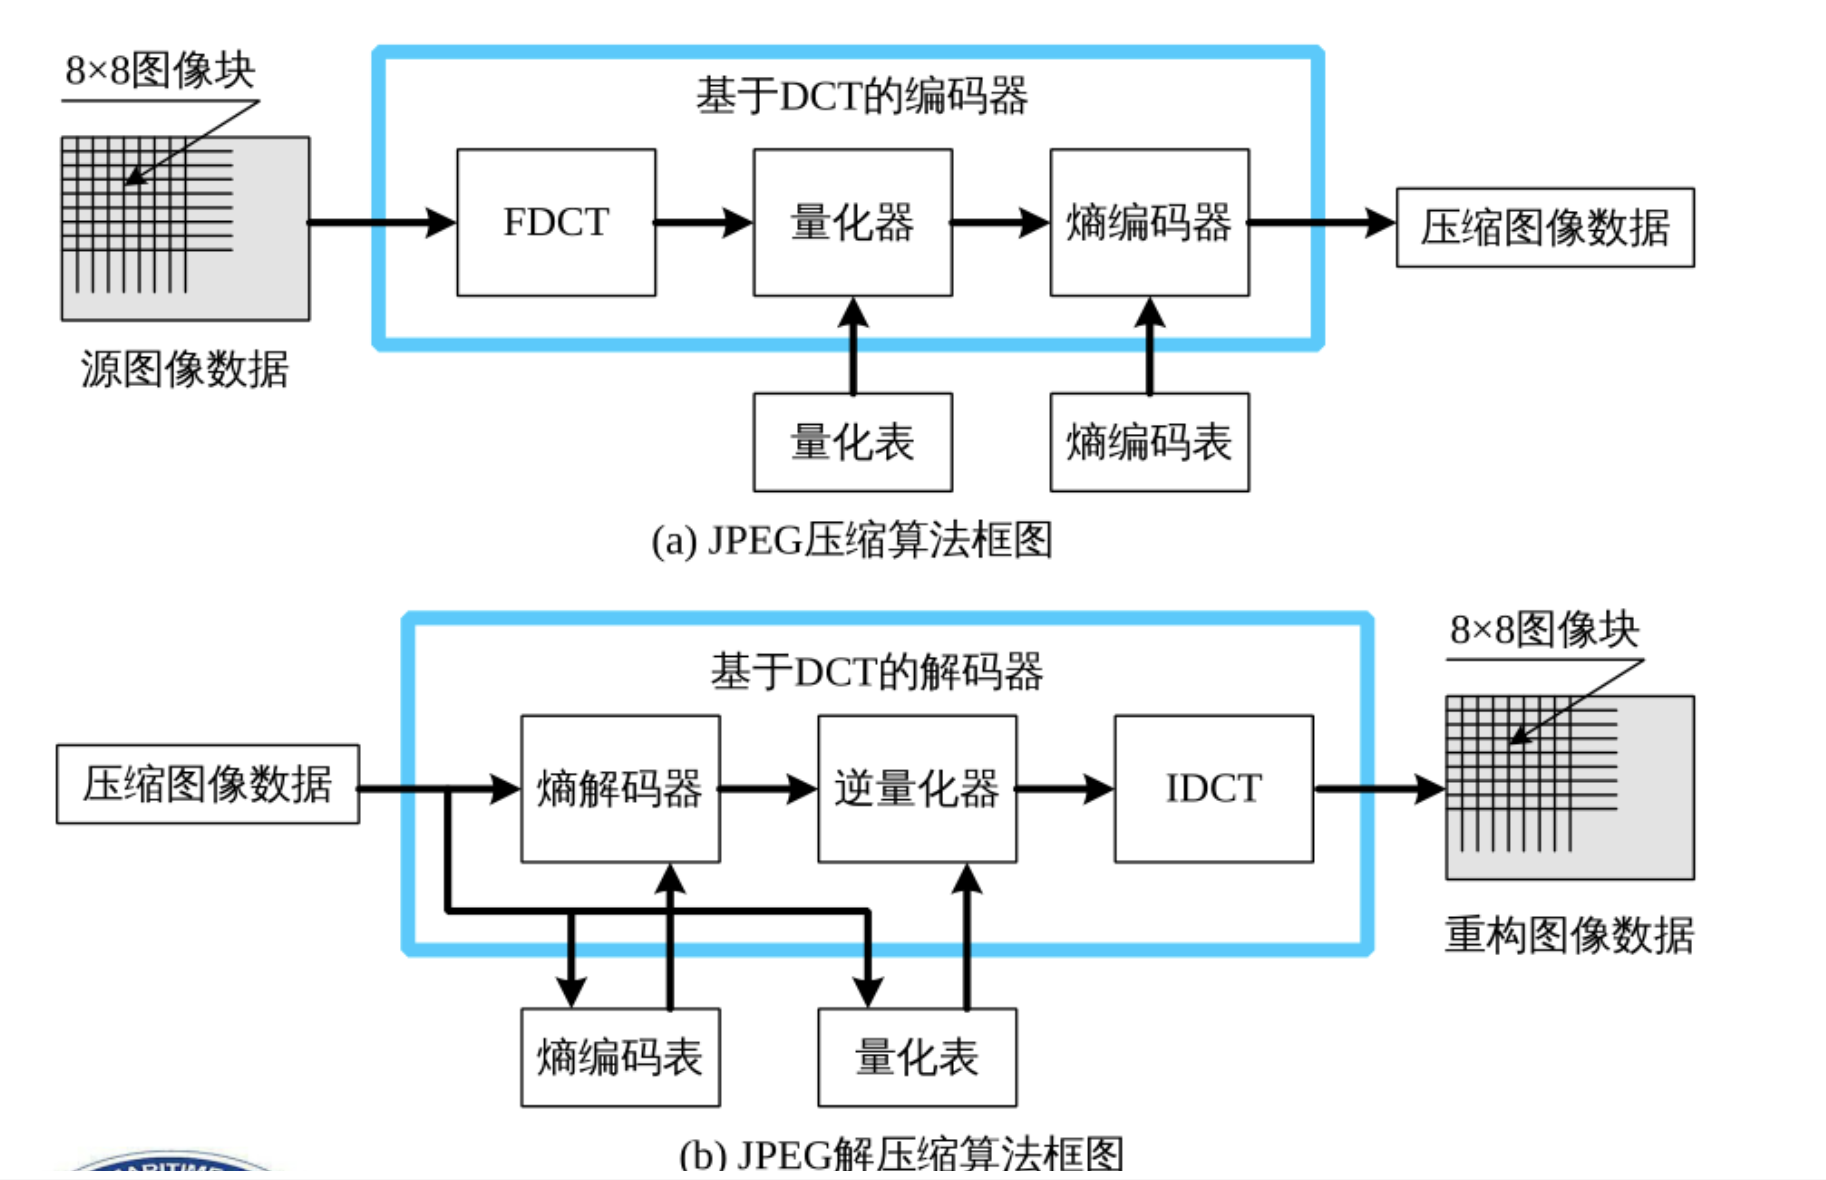 8×8图像块
基于DCT的编码器
FDCT
量化器
熵编码器
压缩图像数据
源图像数据
量化表
熵编码表
(a) JPEG压缩算法框图
8×8图像块
基于DCT的解码器
压缩图像数据
熵解码器
逆量化器
IDCT
重构图像数据
熵编码表
量化表
(b) JPEG解压缩算法框图
MARITIME